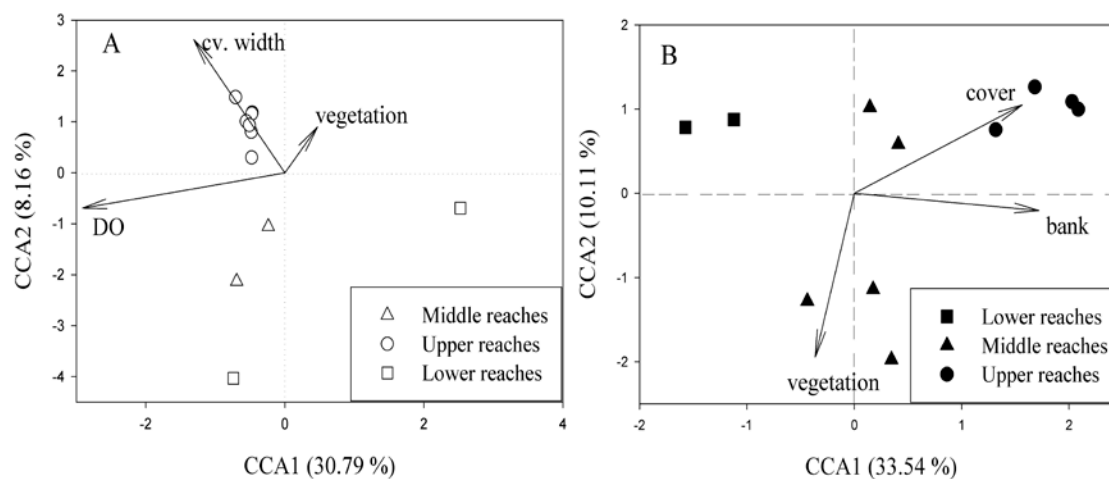 A
cv. width
vegetation
DO
CCA2 (8.16 %)
3
2
1
0
-1
-2
-3
-4
-2
0
2
4
CCA1 (30.79 %)
Middle reaches
Upper reaches
Lower reaches
B
cover
bank
vegetation
CCA2 (10.11 %)
2
1
0
-1
-2
-2
-1
0
1
2
CCA1 (33.54 %)
Lower reaches
Middle reaches
Upper reaches